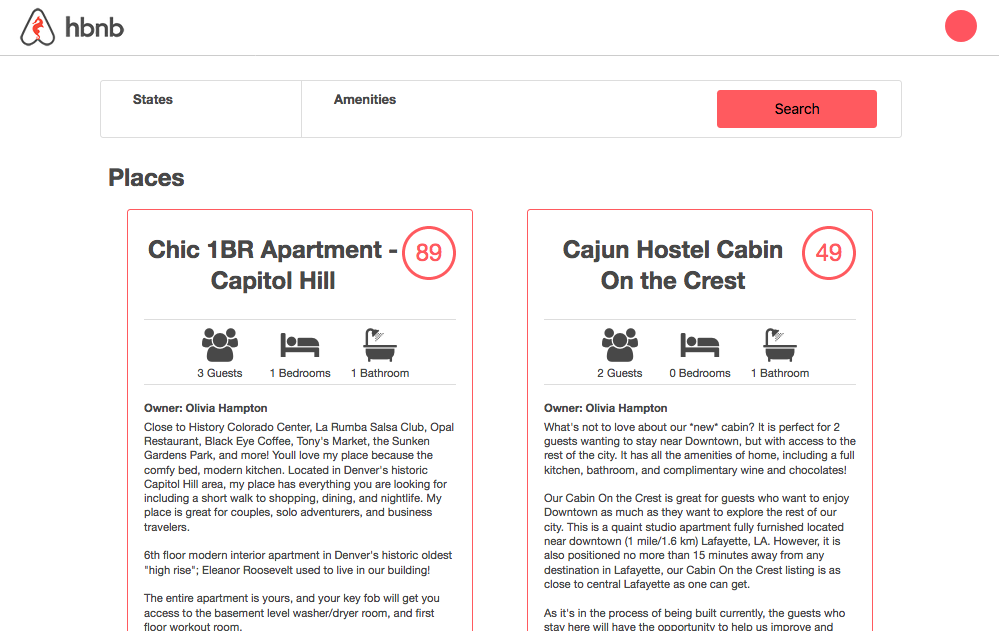 hbnb
States
Amenities
Search
Places
Chic 1BR Apartment -
Capitol Hill
89
3 Guests
1 Bedrooms
1 Bathroom
Owner: Olivia Hampton
Close to History Colorado Center, La Rumba Salsa Club, Opal
Restaurant, Black Eye Coffee, Tony's Market, the Sunken
Gardens Park, and more! Youll love my place because the
comfy bed, modern kitchen. Located in Denver's historic
Capitol Hill area, my place has everything you are looking for
including a short walk to shopping, dining, and nightlife. My
place is great for couples, solo adventurers, and business
travelers.
6th floor modern interior apartment in Denver's historic oldest
"high rise"; Eleanor Roosevelt used to live in our building!
The entire apartment is yours, and your key fob will get you
access to the basement level washer/dryer room, and first
floor workout room.
Cajun Hostel Cabin
On the Crest
49
2 Guests
0 Bedrooms
1 Bathroom
Owner: Olivia Hampton
What's not to love about our *new* cabin? It is perfect for 2
guests wanting to stay near Downtown, but with access to the
rest of the city. It has all the amenities of home, including a full
kitchen, bathroom, and complimentary wine and chocolates!
Our Cabin On the Crest is great for guests who want to enjoy
Downtown as much as they want to explore the rest of our
city. This is a quaint studio apartment fully furnished located
near downtown (1 mile/1.6 km) Lafayette, LA. However, it is
also positioned no more than 15 minutes away from any
destination in Lafayette, our Cabin On the Crest listing is as
close to central Lafayette as one can get.
As it's in the process of being built currently, the guests who
stay here will have the opportunity to help us improve and